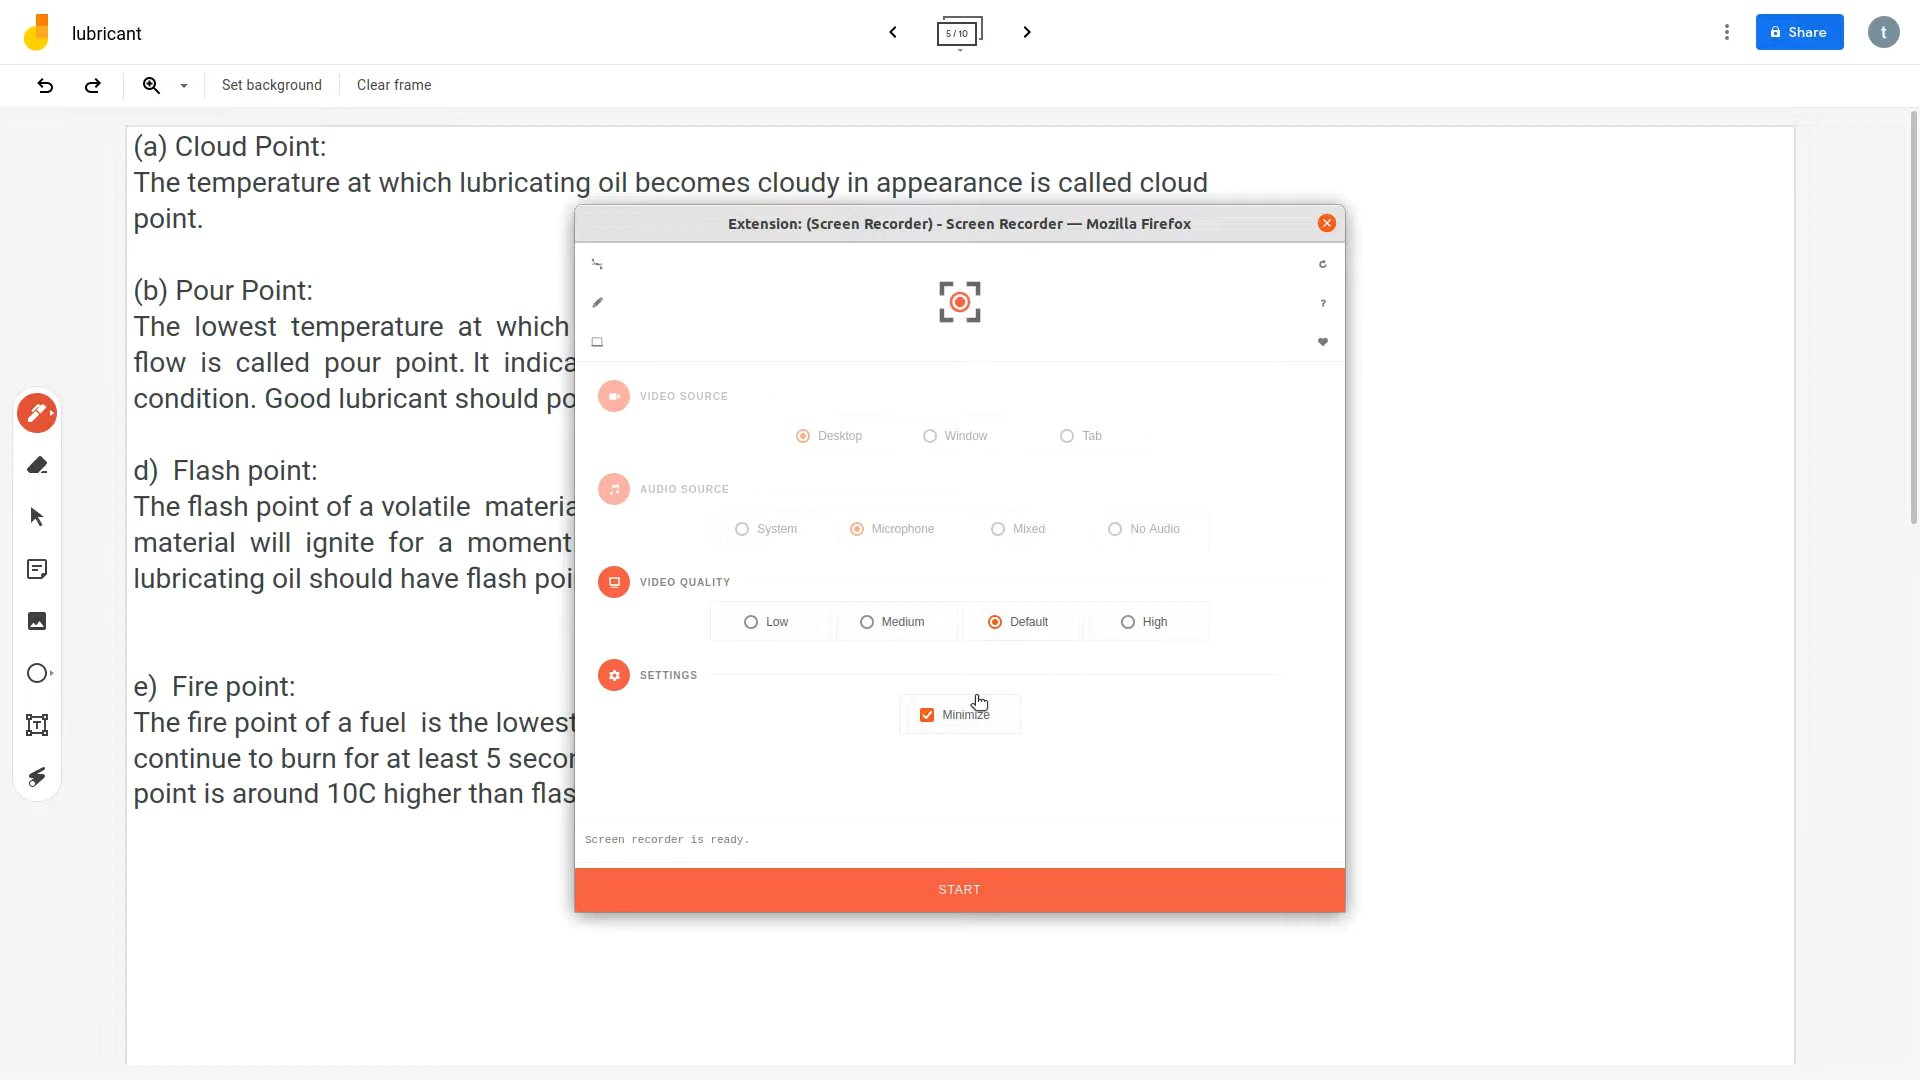 lubricant
5 / 10
Share
t
Set background
Clear frame
(a) Cloud Point:
The temperature at which lubricating oil becomes cloudy in appearance is called cloud
point.
(b) Pour Point:
The lowest temperature at which
flow is called pour point. It indica
condition. Good lubricant should po
d) Flash point:
The flash point of a volatile materia
material will ignite for a moment
lubricating oil should have flash poi
e) Fire point:
The fire point of a fuel is the lowest
continue to burn for at least 5 secon
point is around 10C higher than flas
Extension: (Screen Recorder) - Screen Recorder — Mozilla Firefox
?
VIDEO SOURCE
Desktop Window Tab
AUDIO SOURCE
System Microphone Mixed No Audio
VIDEO QUALITY
Low Medium Default High
SETTINGS
Minimize
Screen recorder is ready.
START